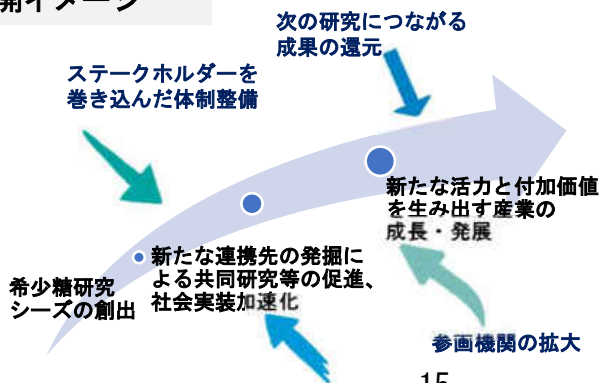 開イメージ
次の研究につながる
成果の還元
ステークホルダーを
巻き込んだ体制整備
新たな活力と付加価値
を生み出す産業の
成長・発展
新たな連携先の発掘に
よる共同研究等の促進、
社会実装加速化
希少糖研究
シーズの創出
参画機関の拡大
15